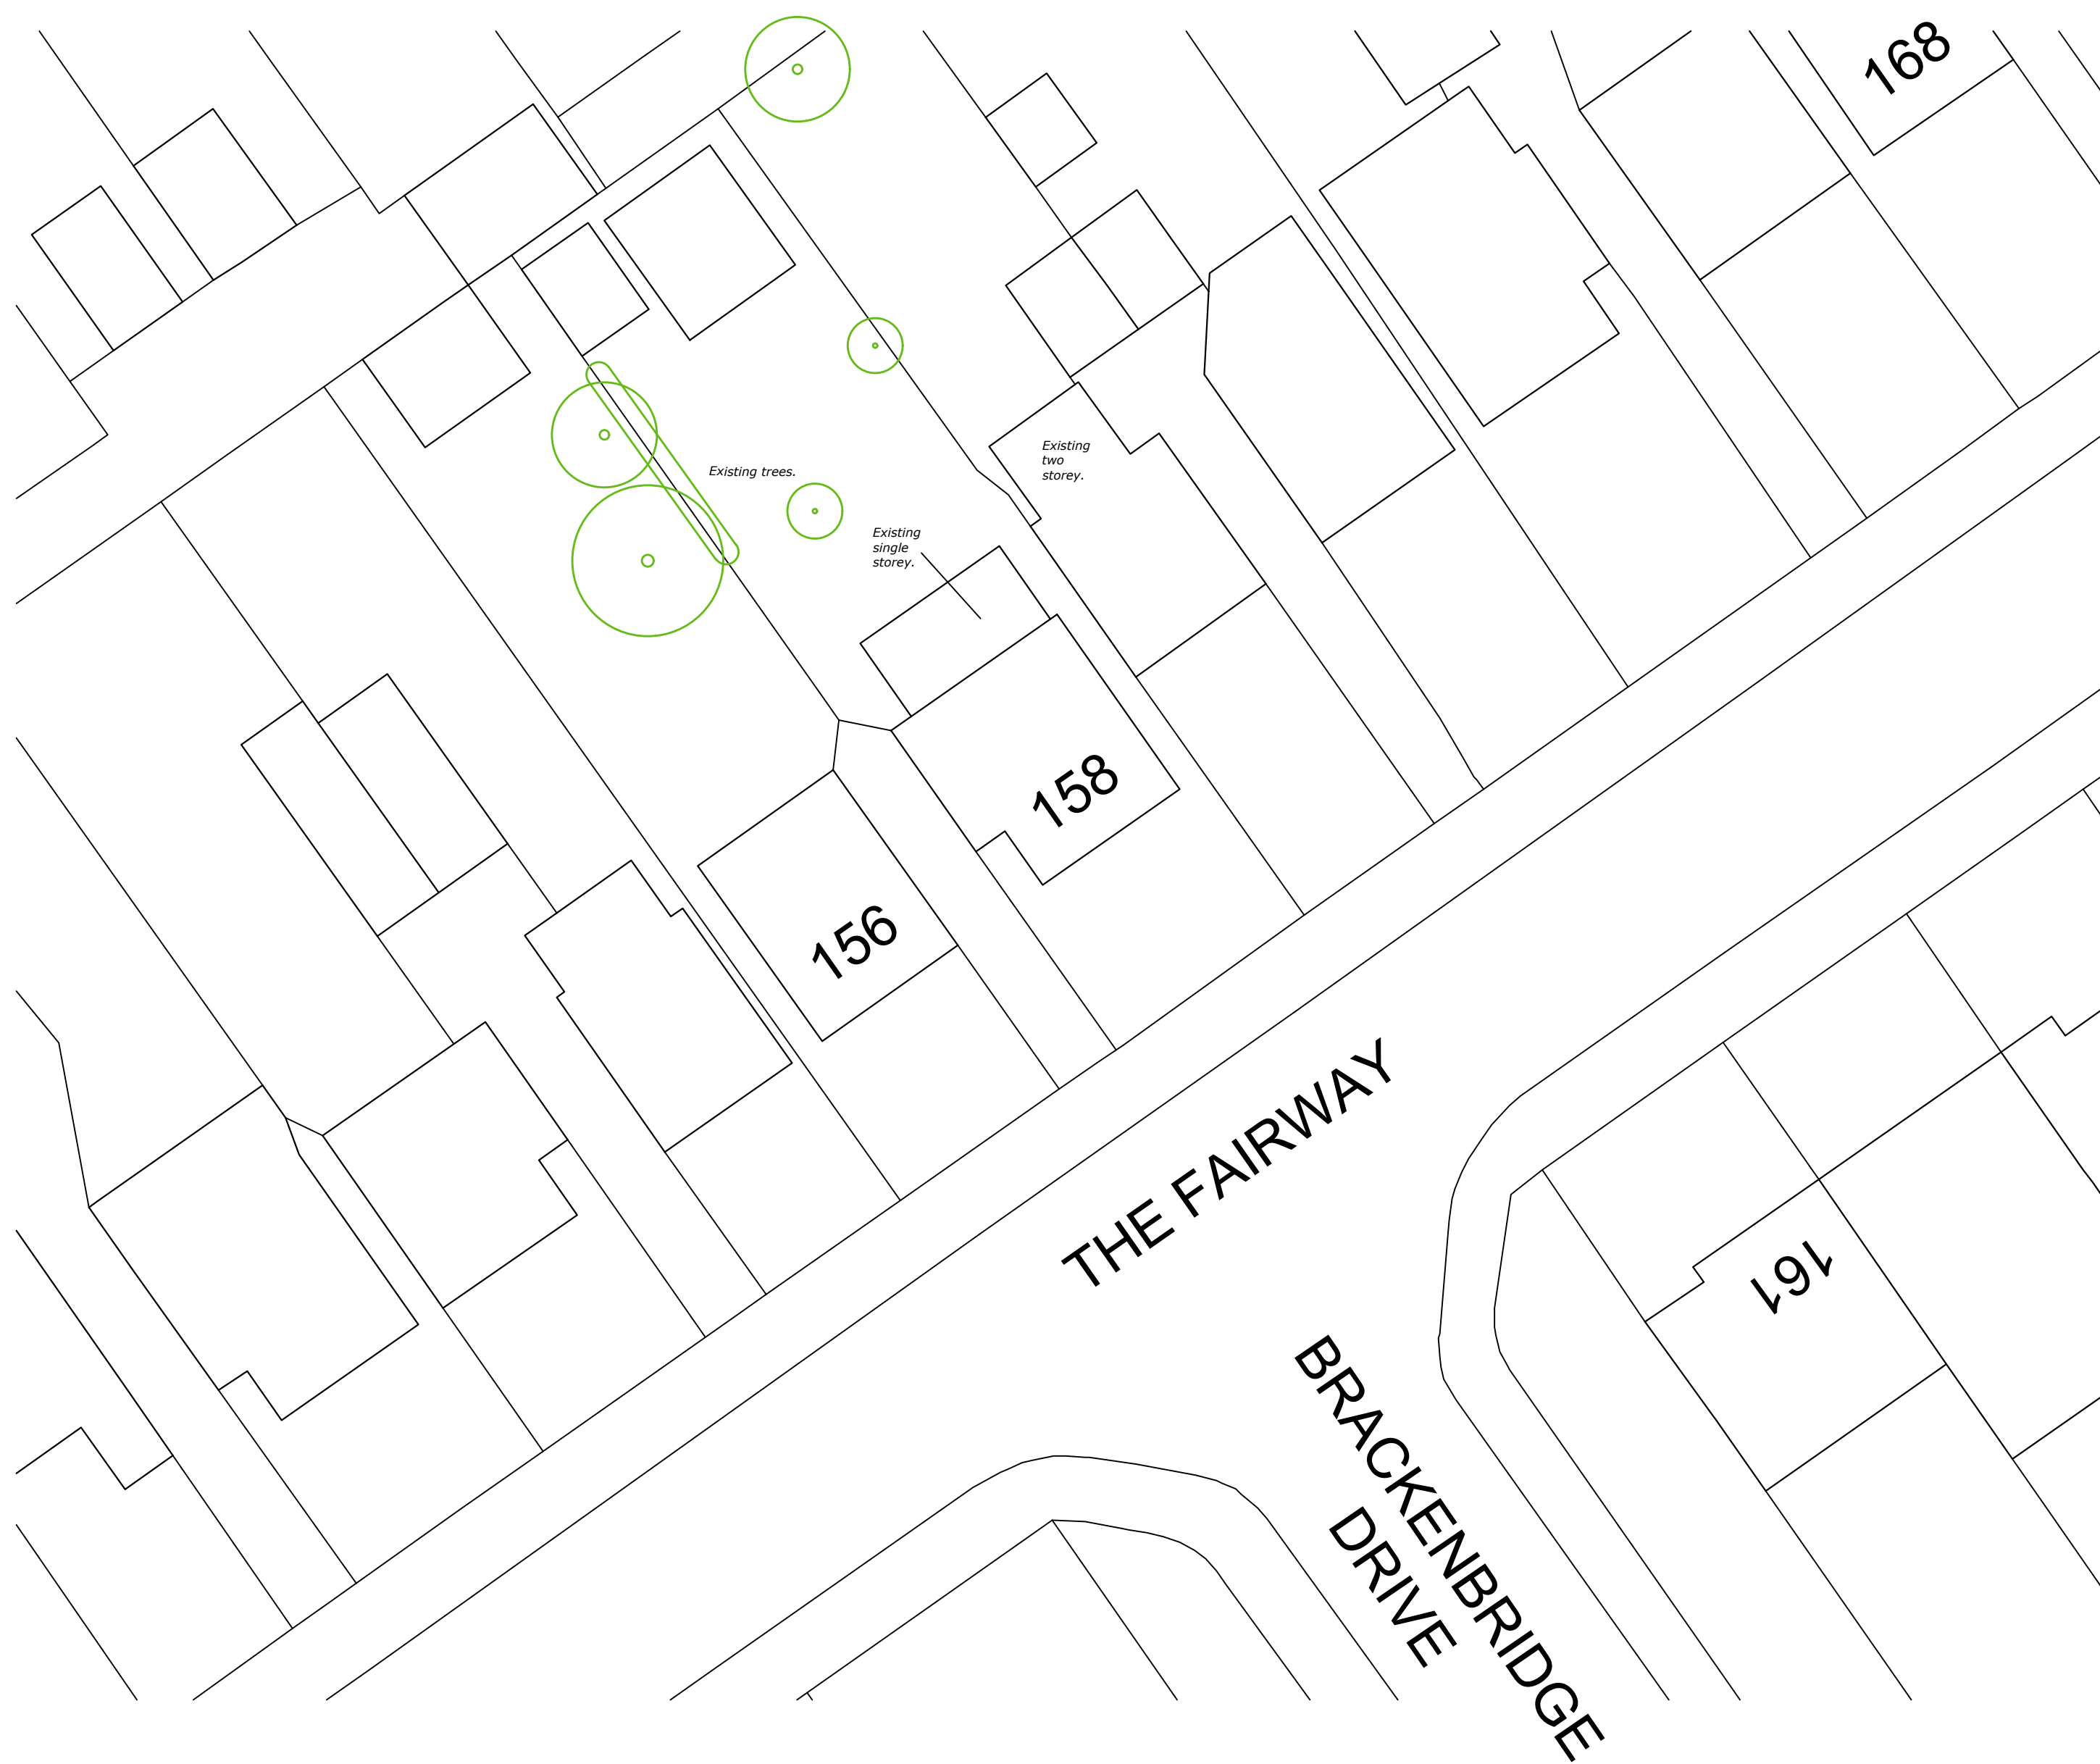 168
Existing
two
storey.
Existing trees.
Existing
single
storey.
158
156
THE FAIRWAY
161
BRACKENBRIDGE
DRIVE